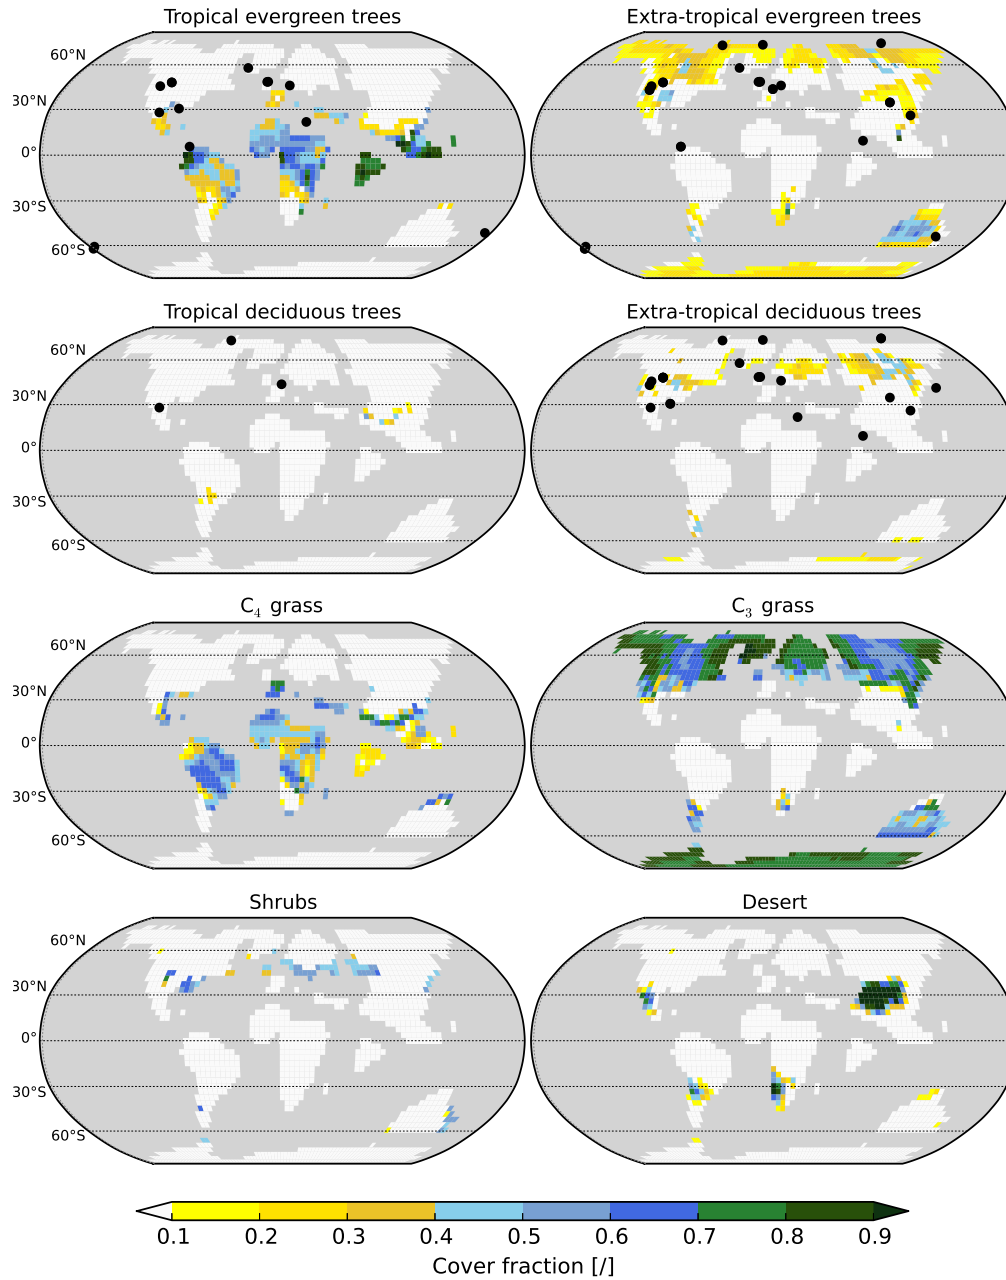 Tropical evergreen trees
Extra-tropical evergreen trees
60°N
30°N
0°
30°S
60°S
Tropical deciduous trees
Extra-tropical deciduous trees
60°N
30°N
0°
30°S
60°S
C₄ grass
C₃ grass
60°N
30°N
0°
30°S
60°S
Shrubs
Desert
60°N
30°N
0°
30°S
60°S
0.1 0.2 0.3 0.4 0.5 0.6 0.7 0.8 0.9
Cover fraction [/]